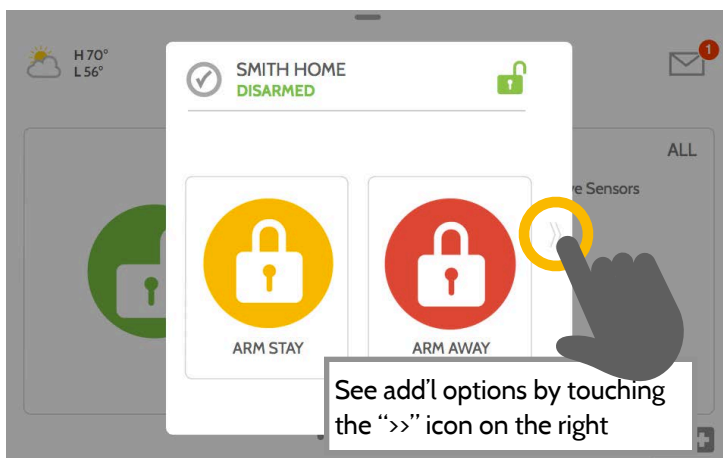 H 70°
L 56°
SMITH HOME
DISARMED
1
ALL
ve Sensors
ARM STAY
ARM AWAY
See add’l options by touching
the “>>” icon on the right